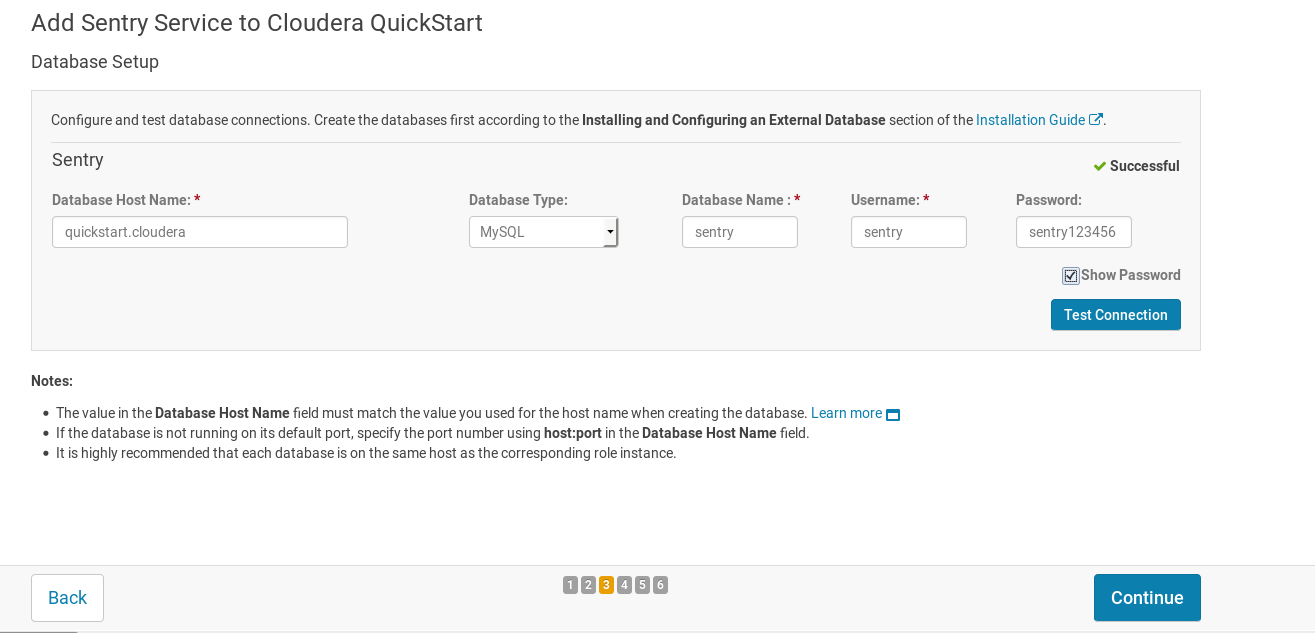 Add Sentry Service to Cloudera QuickStart
Database Setup
Configure and test database connections. Create the databases first according to the Installing and Configuring an External Database section of the Installation Guide.
Sentry
Successful
Database Host Name: * Database Type: Database Name : * Username: * Password:
quickstart.cloudera MySQL sentry sentry sentry123456
Show Password
Test Connection
Notes:
• The value in the Database Host Name field must match the value you used for the host name when creating the database. Learn more
• If the database is not running on its default port, specify the port number using host:port in the Database Host Name field.
• It is highly recommended that each database is on the same host as the corresponding role instance.
Back 1 2 3 4 5 6 Continue